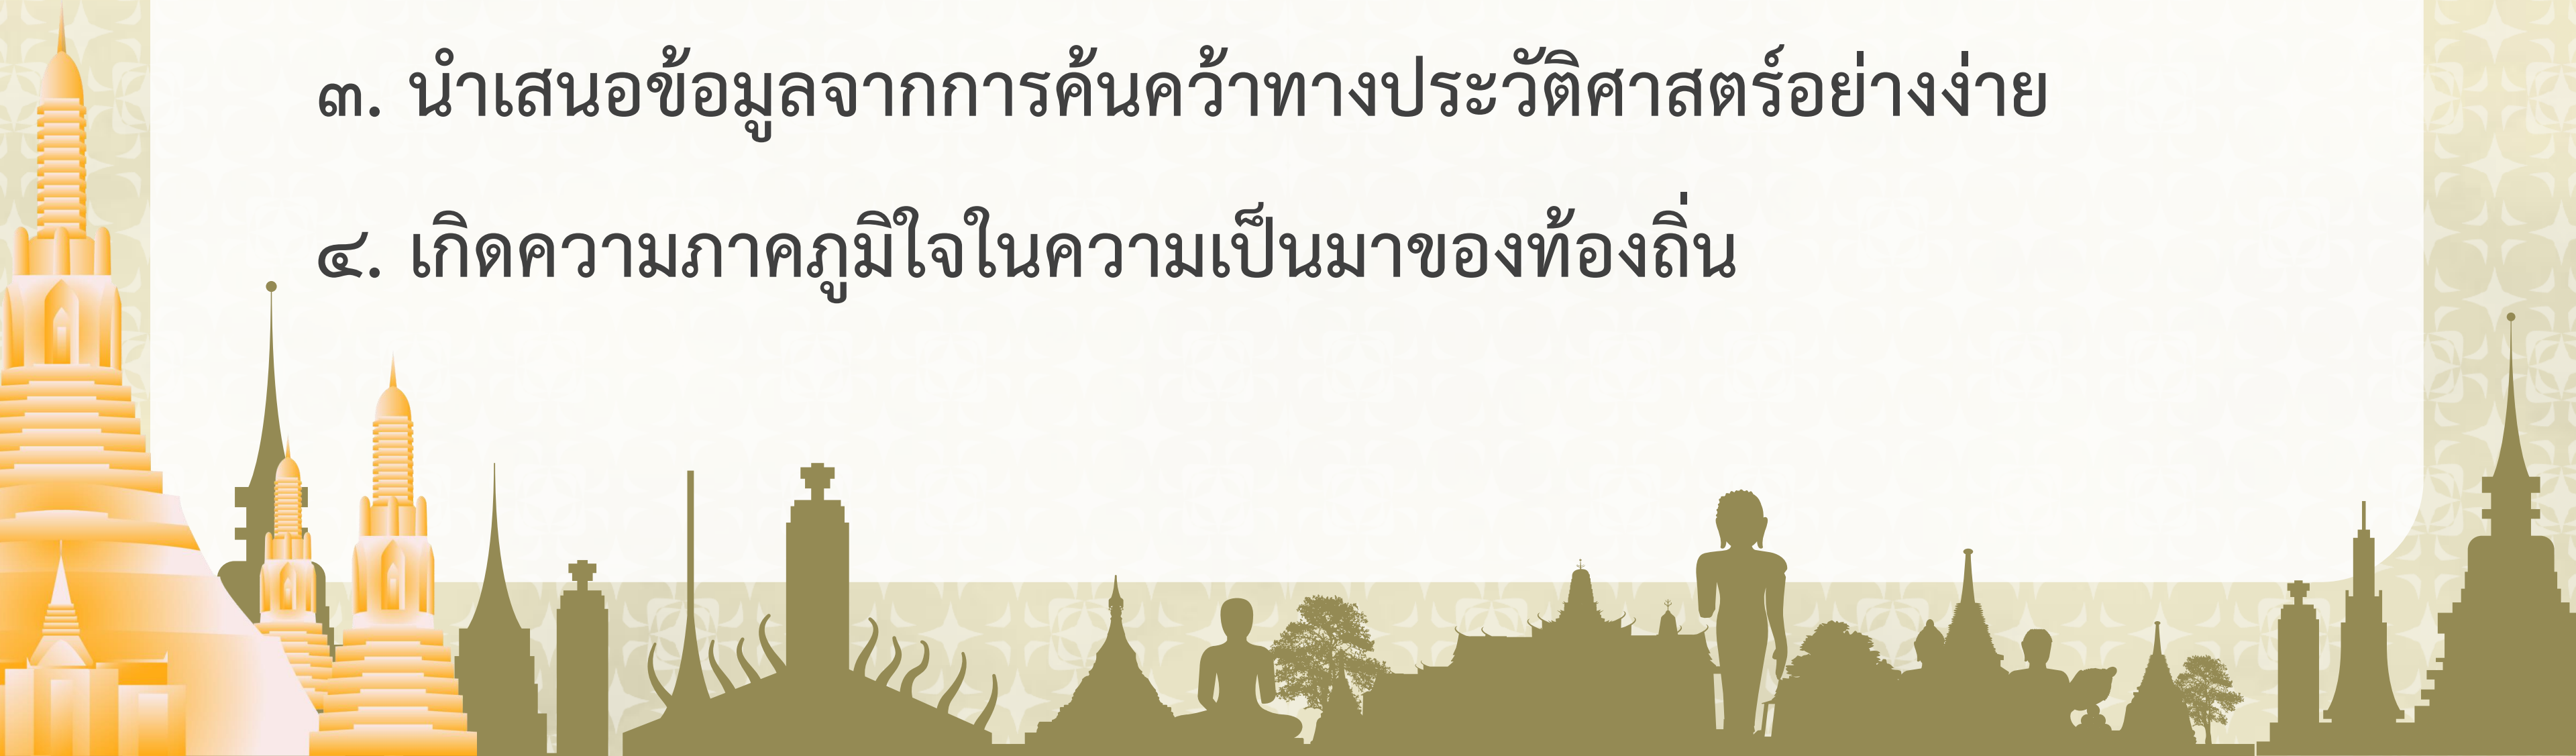 ๓. นำเสนอข้อมูลจากการค้นคว้าทางประวัติศาสตร์อย่างง่าย
๔. เกิดความภาคภูมิใจในความเป็นมาของท้องถิ่น